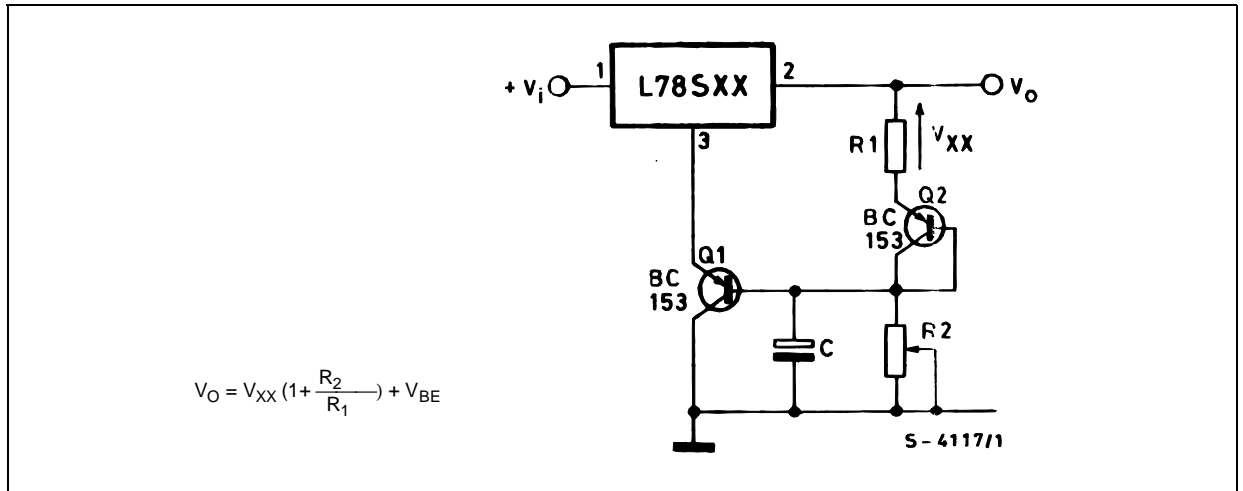 1 L78SXX 2
+ Vi Vo
3
R1 VXX
Q2
BC
153
Q1
BC
153
C
R2
VO = VXX (1+ R2/R1) + VBE
S-4117/1